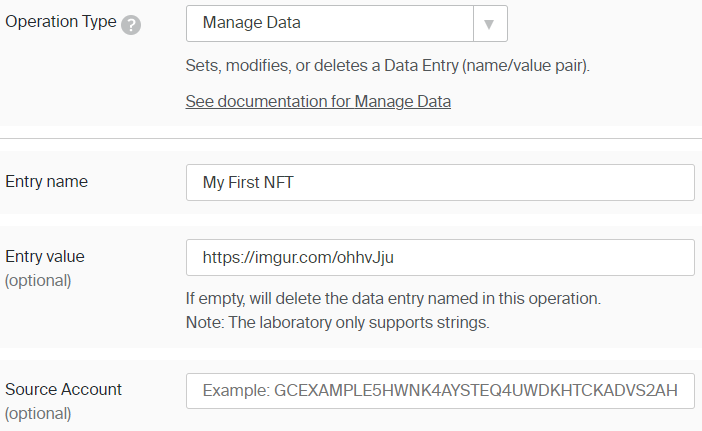 Operation Type ?
Manage Data
Sets, modifies, or deletes a Data Entry (name/value pair).
See documentation for Manage Data
Entry name
My First NFT
Entry value
(optional)
https://imgur.com/ohhvJju
If empty, will delete the data entry named in this operation.
Note: The laboratory only supports strings.
Source Account
(optional)
Example: GCEXAMPLE5HWNK4AYSTEQ4UWDKHTCKADVS2AH